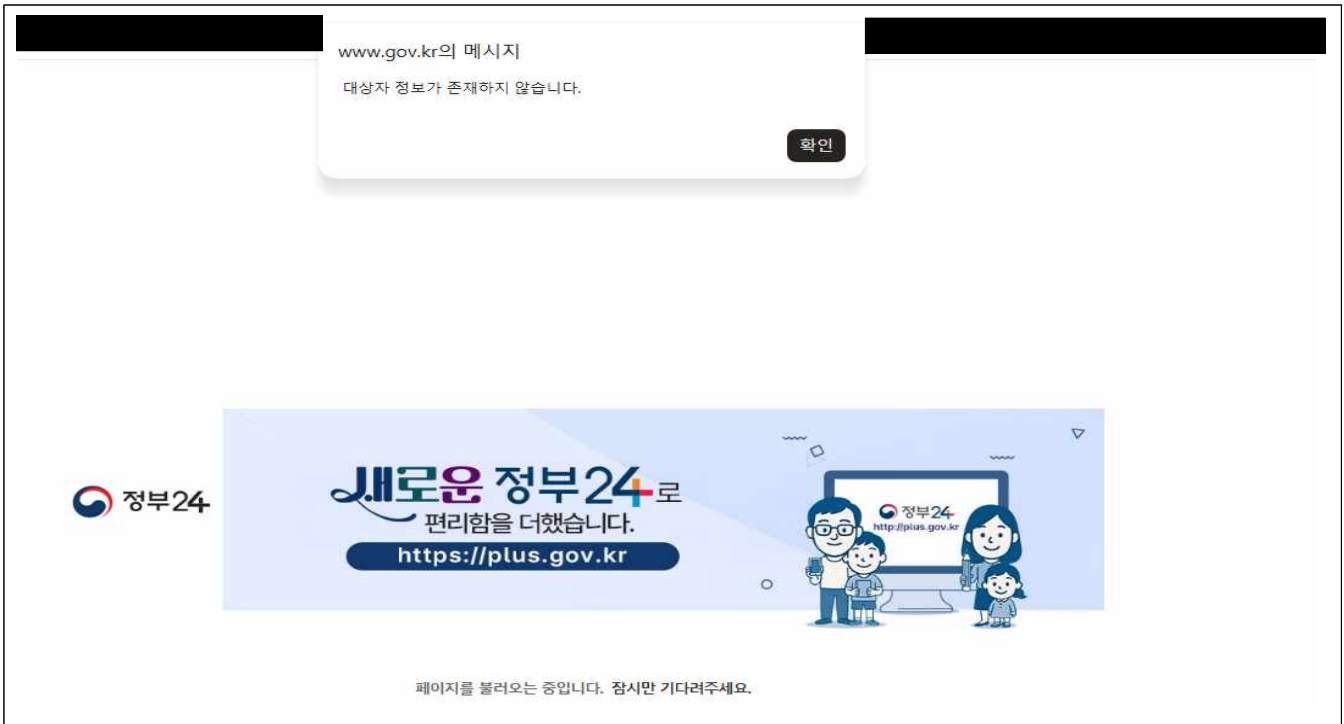 www.gov.kr의 메시지
대상자 정보가 존재하지 않습니다.
확인
정부24
새로운 정부24로
편리함을 더했습니다.
https://plus.gov.kr
정부24
http://plus.gov.kr
페이지를 불러오는 중입니다. 잠시만 기다려주세요.